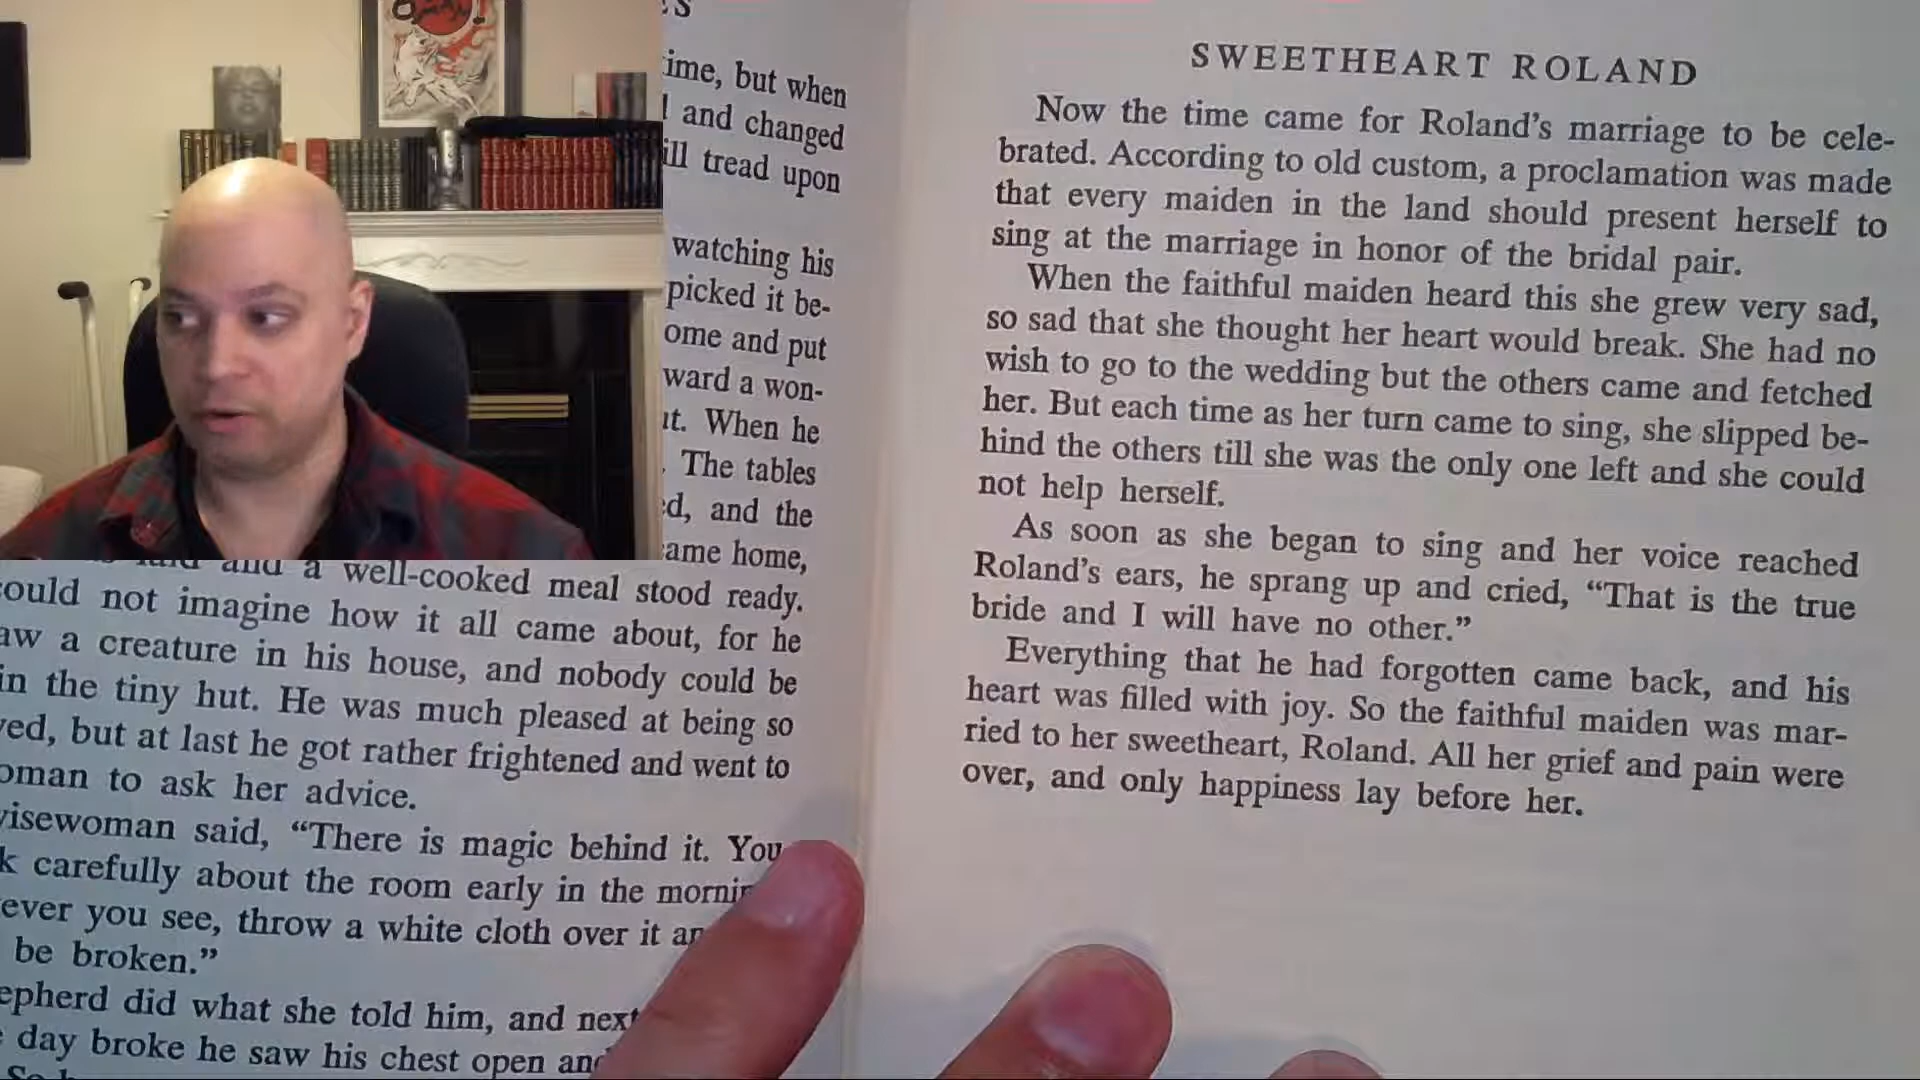 ES
time, but when
and changed
will tread upon
watching his
picked it be-
home and put
ward a won-
it. When he
The tables
and the
came home,
laid and a well-cooked meal stood ready.
could not imagine how it all came about, for he
saw a creature in his house, and nobody could be
in the tiny hut. He was much pleased at being so
but at last he got rather frightened and went to
woman to ask her advice.
wisewoman said, "There is magic behind it. You
carefully about the room early in the
ever you see, throw a white cloth over it
be broken."
shepherd did what she told him, and next
day broke he saw his chest open
SWEETHEART ROLAND
Now the time came for Roland's marriage to be cele-
brated. According to old custom, a proclamation was made
that every maiden in the land should present herself to
sing at the marriage in honor of the bridal pair.
When the faithful maiden heard this she grew very sad,
so sad that she thought her heart would break. She had no
wish to go to the wedding but the others came and fetched
her. But each time as her turn came to sing, she slipped be-
hind the others till she was the only one left and she could
not help herself.
As soon as she began to sing and her voice reached
Roland's ears, he sprang up and cried, "That is the true
bride and I will have no other."
Everything that he had forgotten came back, and his
heart was filled with joy. So the faithful maiden was mar-
ried to her sweetheart, Roland. All her grief and pain were
over, and only happiness lay before her.